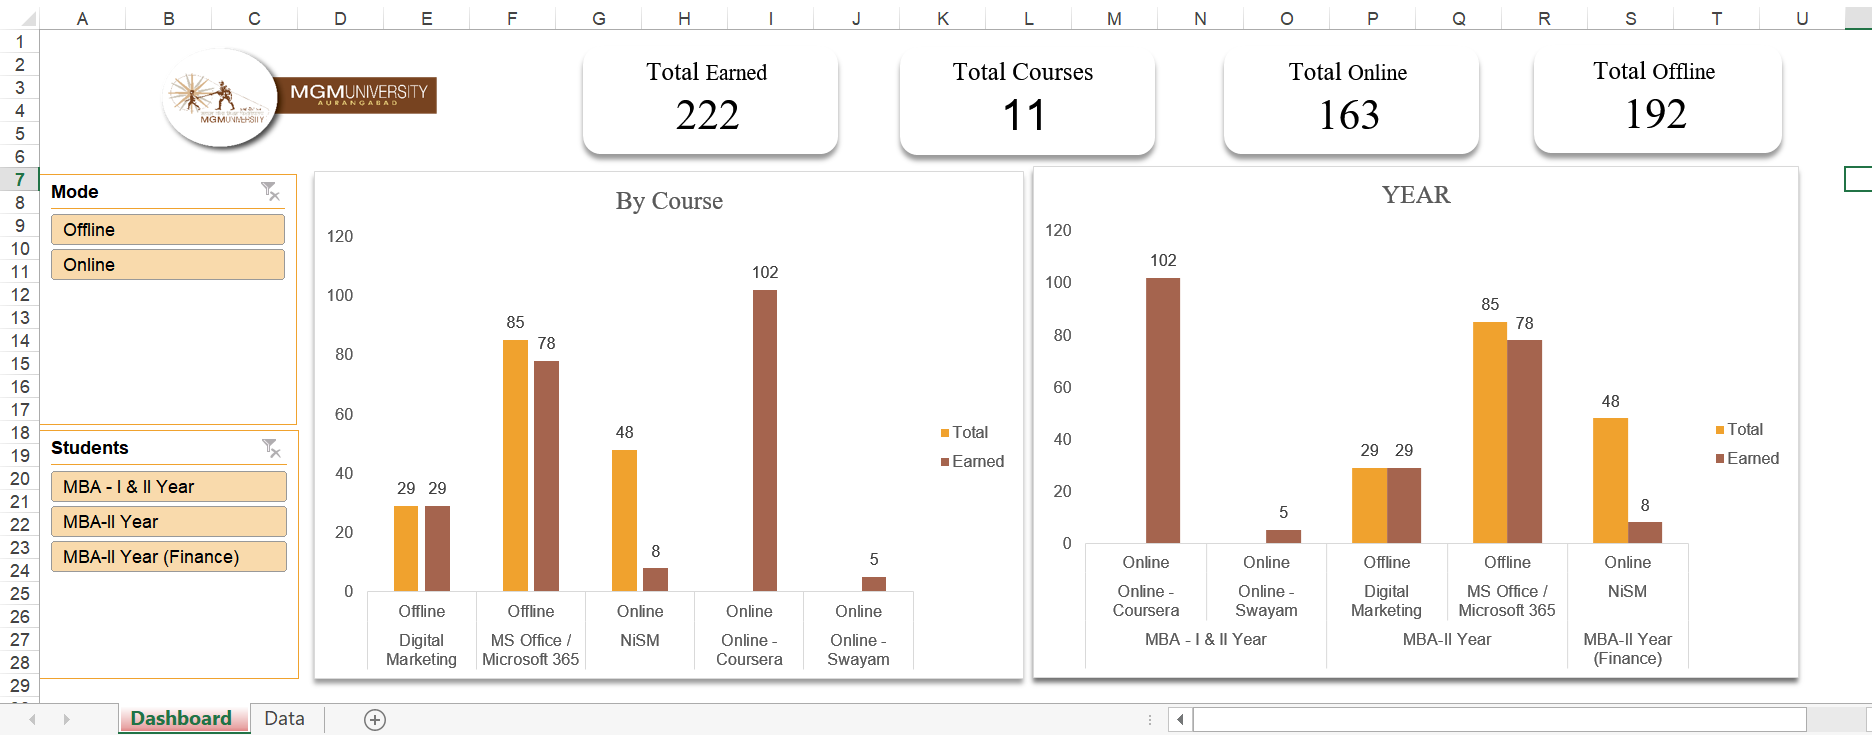 A B C D E F G H I J K L M N O P Q R S T U
1
2
3
4
5
6
7
8
9
10
11
12
13
14
15
16
17
18
19
20
21
22
23
24
25
26
27
28
29
MGMUNIVERSITY
MGMUNIVERSITY
AURANGABAD
Total Earned
222
Total Courses
11
Total Online
163
Total Offline
192
Mode
Offline
Online
Students
MBA - I & II Year
MBA-II Year
MBA-II Year (Finance)
By Course
120
100
80
60
40
20
0
29 29
85
78
48
8
102
5
Offline Offline Online Online Online
Digital MS Office / NiSM Online - Online -
Marketing Microsoft 365 Coursera Swayam
Total
Earned
YEAR
120
100
80
60
40
20
0
102
5
29 29
85
78
48
8
Online Online Offline Offline Online
Online - Online - Digital MS Office / NiSM
Coursera Swayam Marketing Microsoft 365
MBA - I & II Year MBA-II Year MBA-II Year
(Finance)
Total
Earned
Dashboard Data